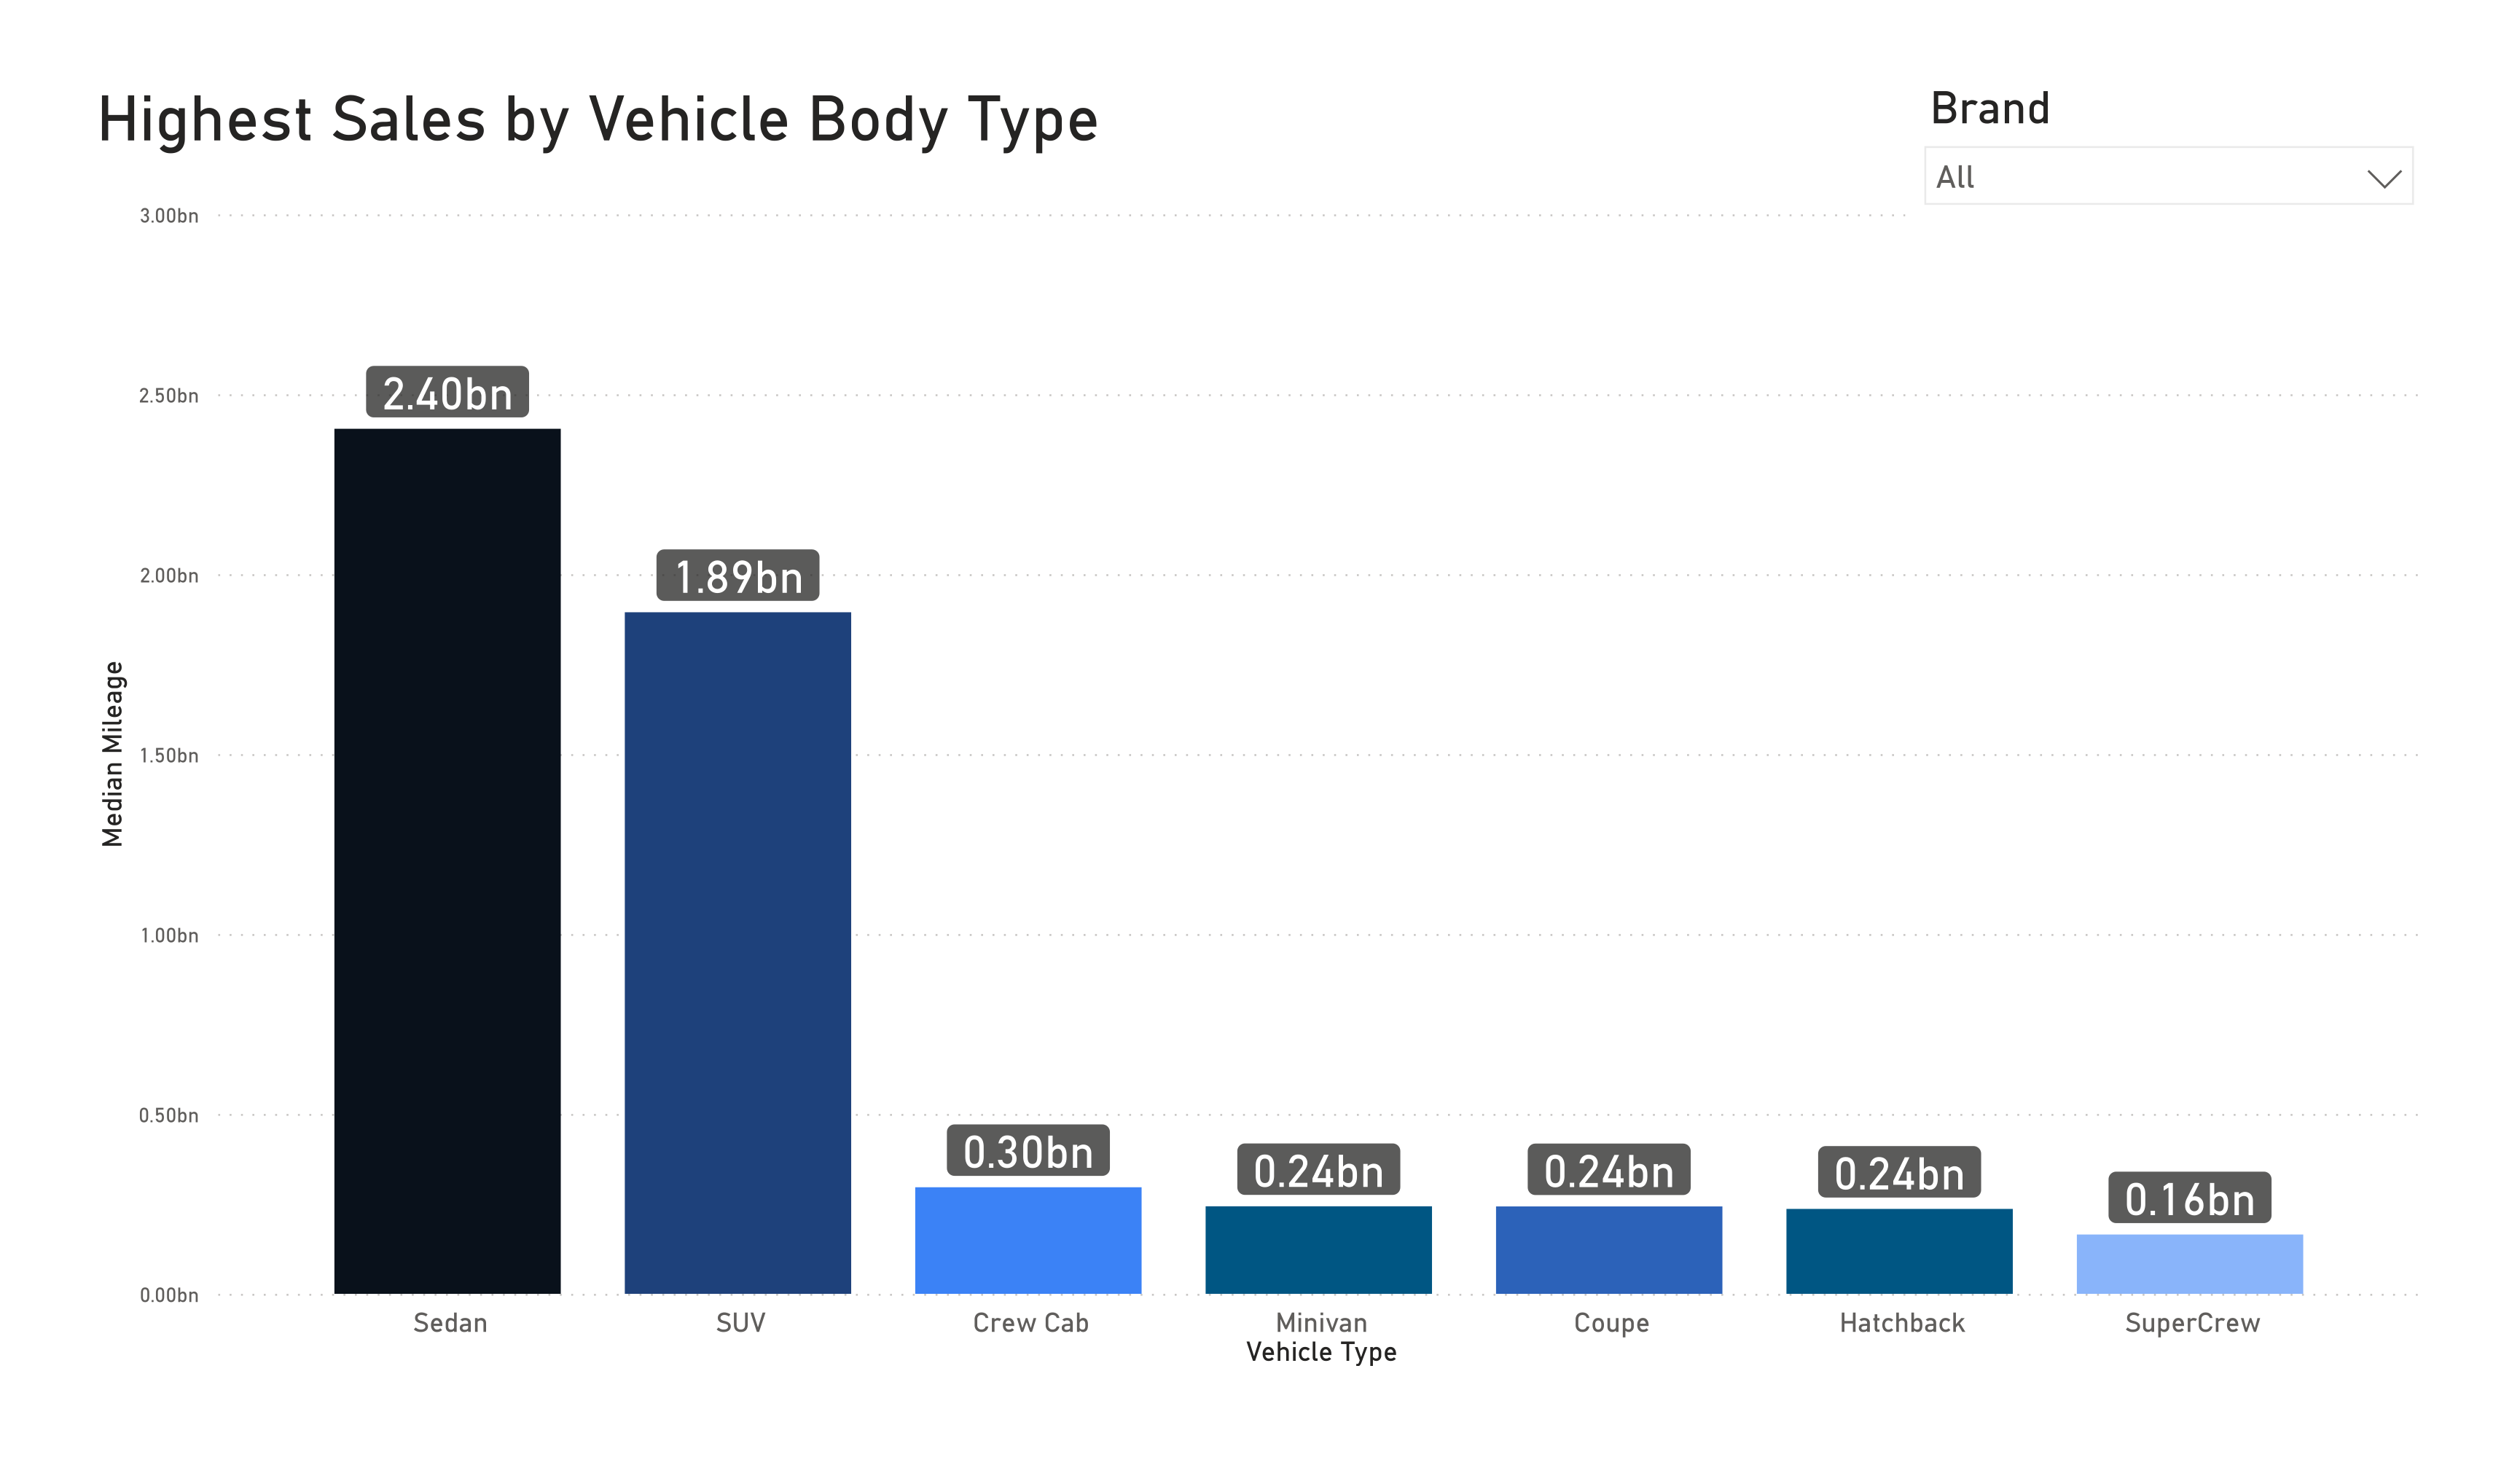 Highest Sales by Vehicle Body Type
Brand
All
3.00bn
2.50bn
2.00bn
1.50bn
1.00bn
0.50bn
0.00bn
Median Mileage
2.40bn
1.89bn
0.30bn
0.24bn
0.24bn
0.24bn
0.16bn
Sedan
SUV
Crew Cab
Minivan
Coupe
Hatchback
SuperCrew
Vehicle Type